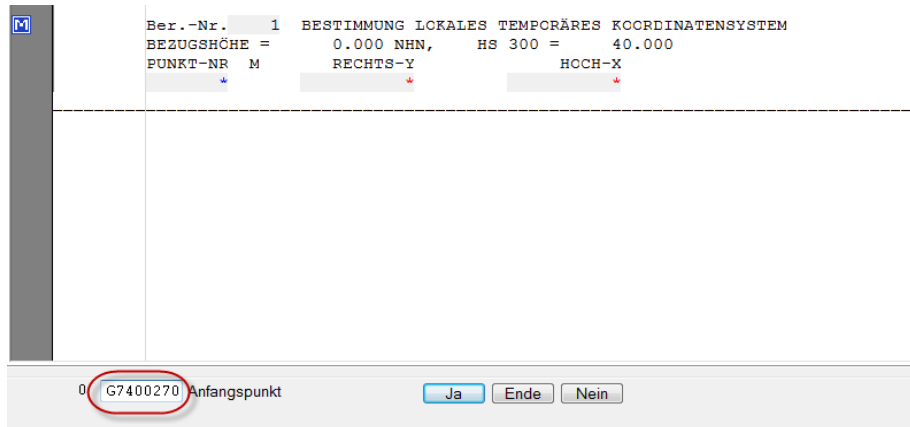 M
Ber.-Nr. 1 BESTIMMUNG LOKALES TEMPORÄRES KOORDINATENSYSTEM
BEZUGSHÖHE = 0.000 NHN, HS 300 = 40.000
PUNKT-NR M RECHTS-Y HOCH-X
* * *
0 G7400270 Anfangspunkt Ja Ende Nein